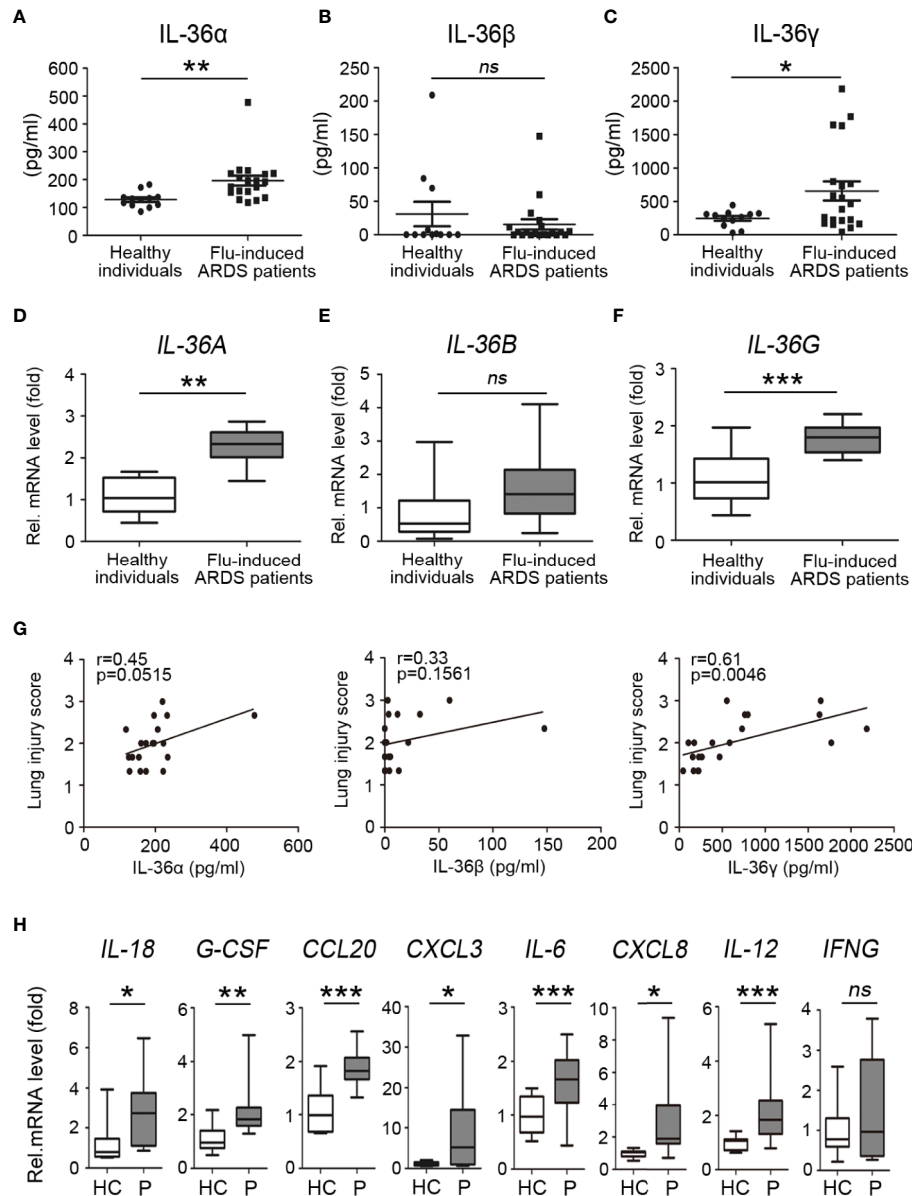 A B C
IL-36α IL-36β IL-36γ
** ns *
(pg/ml) 600 500 400 300 200 100 0
(pg/ml) 250 200 150 100 50 0
(pg/ml) 2500 2000 1500 1000 500 0
Healthy individuals Flu-induced ARDS patients
Healthy individuals Flu-induced ARDS patients
Healthy individuals Flu-induced ARDS patients
D E F
IL-36A IL-36B IL-36G
** ns ***
Rel. mRNA level (fold) 4 3 2 1 0
Rel. mRNA level (fold) 5 4 3 2 1 0
Rel. mRNA level (fold) 3 2 1 0
Healthy individuals Flu-induced ARDS patients
Healthy individuals Flu-induced ARDS patients
Healthy individuals Flu-induced ARDS patients
G
r=0.45
p=0.0515
Lung injury score 4 3 2 1 0
0 200 400 600
IL-36α (pg/ml)
r=0.33
p=0.1561
Lung injury score 4 3 2 1 0
0 50 100 150 200
IL-36β (pg/ml)
r=0.61
p=0.0046
Lung injury score 4 3 2 1 0
0 500 1000 1500 2000 2500
IL-36γ (pg/ml)
H
IL-18 G-CSF CCL20 CXCL3 IL-6 CXCL8 IL-12 IFNG
* ** *** * *** * *** ns
Rel.mRNA level (fold)
8 6 4 2 0
6 4 2 0
3 2 1 0
40 30 20 10 0
3 2 1 0
10 8 6 4 2 0
6 4 2 0
4 3 2 1 0
HC P HC P HC P HC P HC P HC P HC P HC P